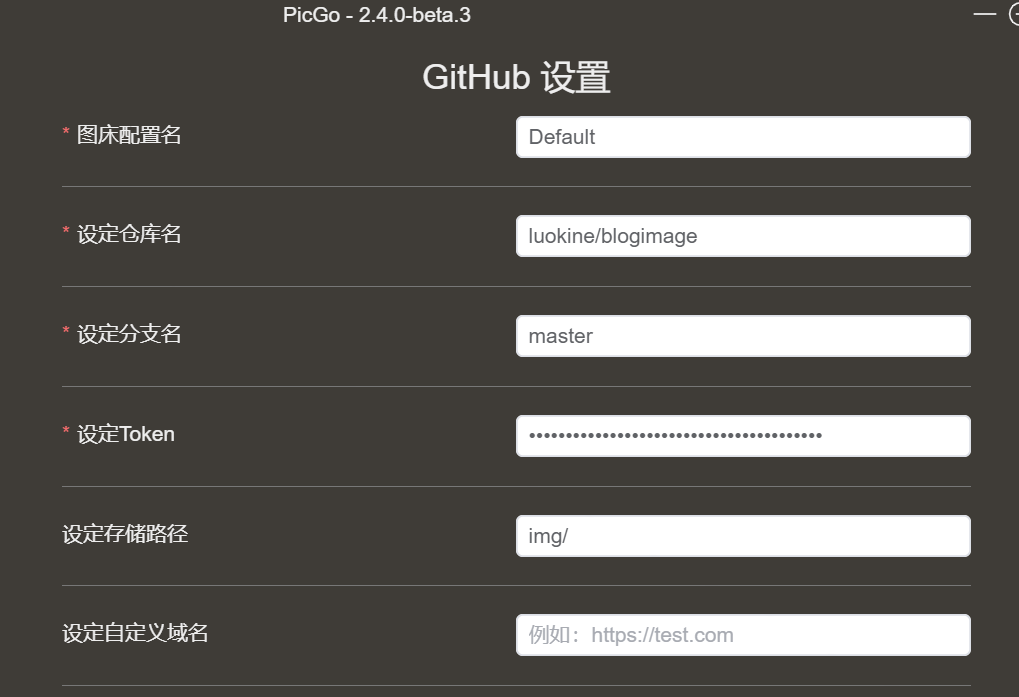 PicGo - 2.4.0-beta.3
GitHub 设置
* 图床配置名
Default
* 设定仓库名
luokine/blogimage
* 设定分支名
master
* 设定Token
••••••••••••••••••••••••••••••••••••••••
设定存储路径
img/
设定自定义域名
例如：https://test.com